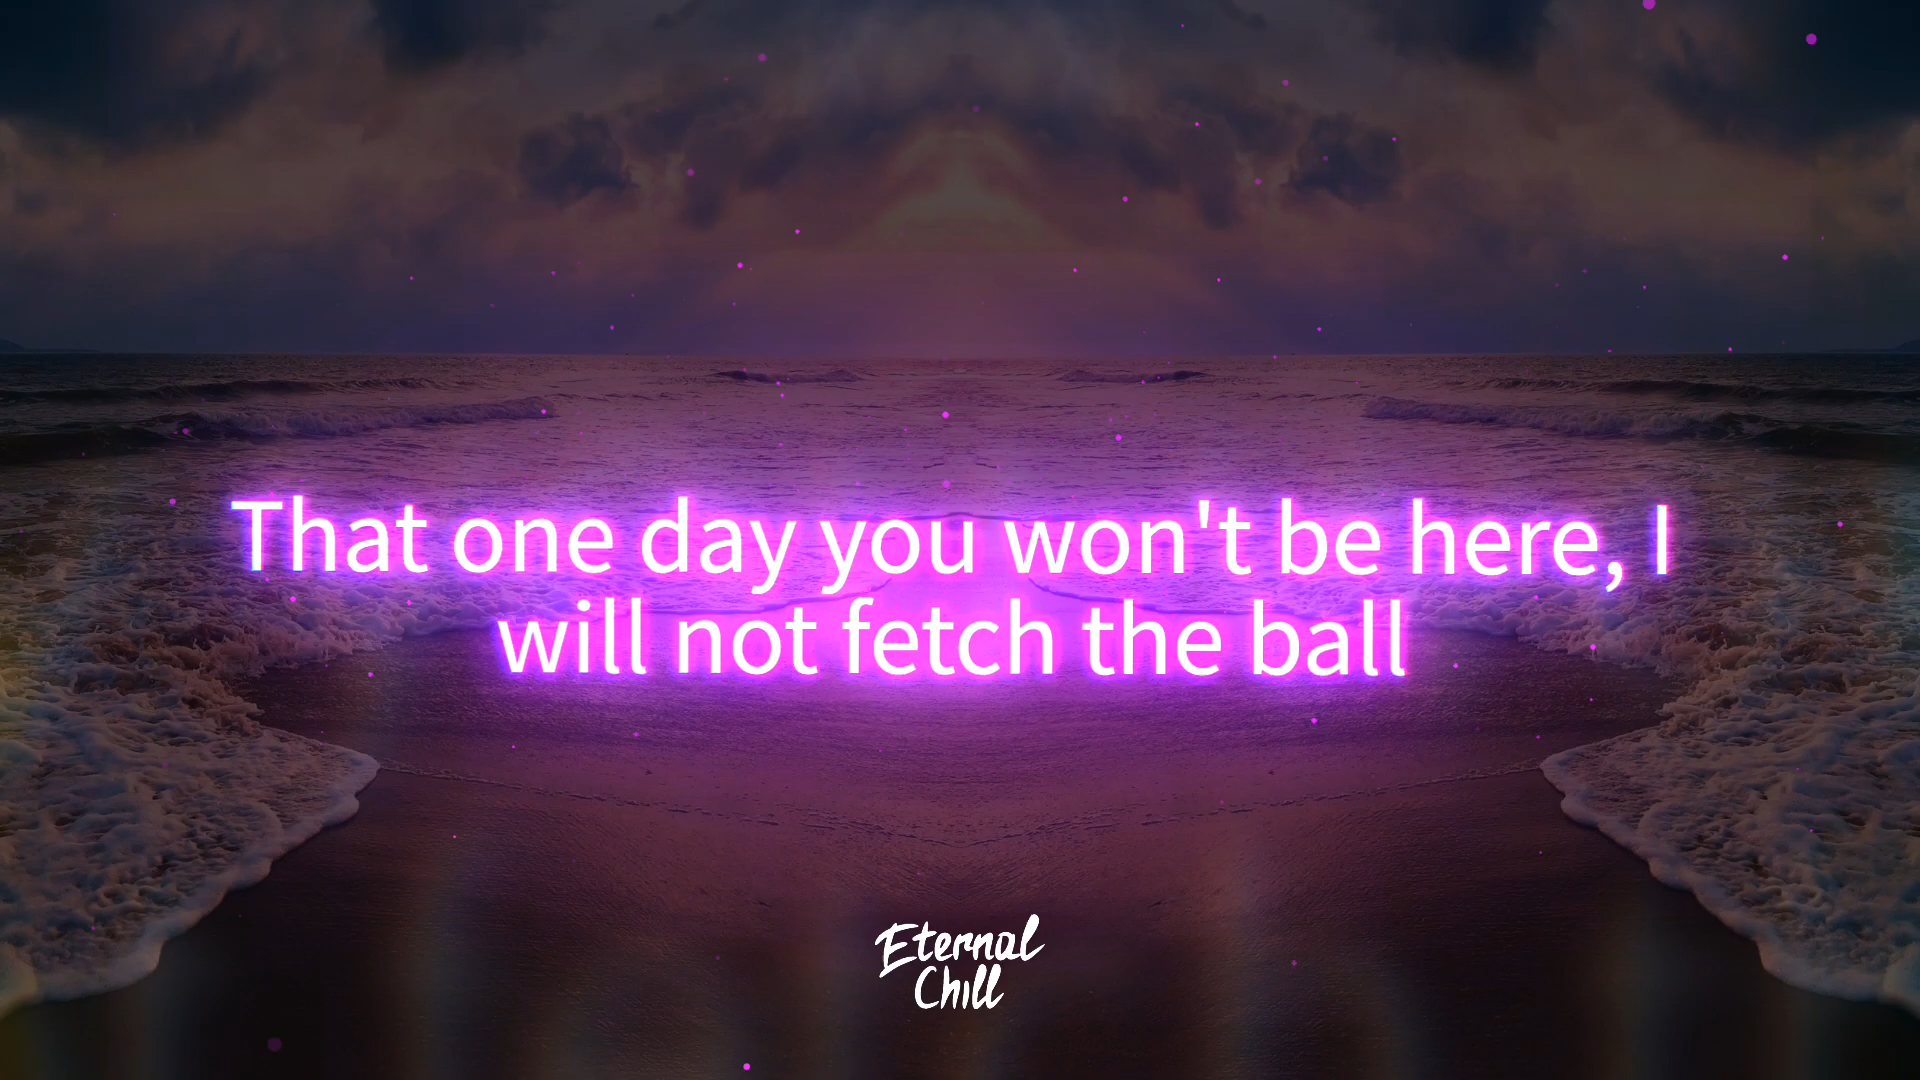 That one day you won't be here, I
will not fetch the ball
Eternal
Chill